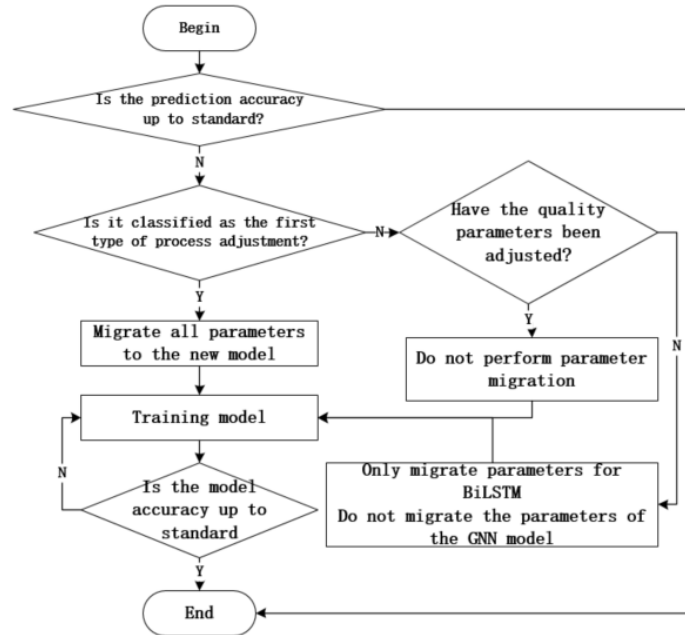 Begin
Is the prediction accuracy
up to standard?
N
Is it classified as the first
type of process adjustment?
N
Have the quality
parameters been
adjusted?
Y
Y
N
Migrate all parameters
to the new model
Do not perform parameter
migration
Training model
N
Is the model
accuracy up to
standard
Only migrate parameters for
BiLSTM
Do not migrate the parameters of
the GNN model
Y
End